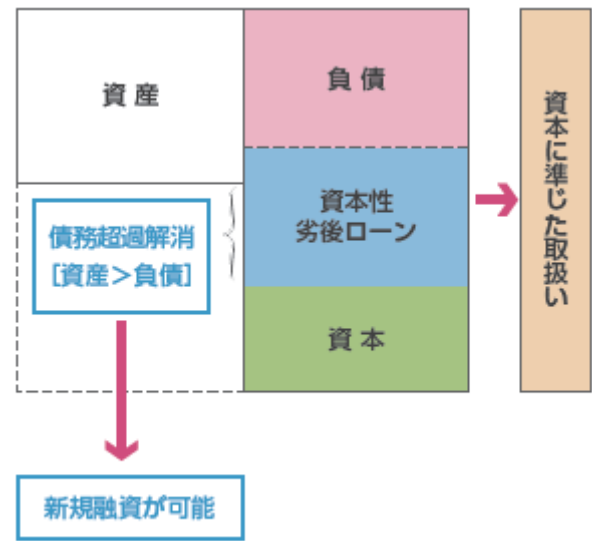 資産
負債
資本性
劣後ローン
資本
債務超過解消
[資産>負債]
新規融資が可能
資本に準じた取扱い